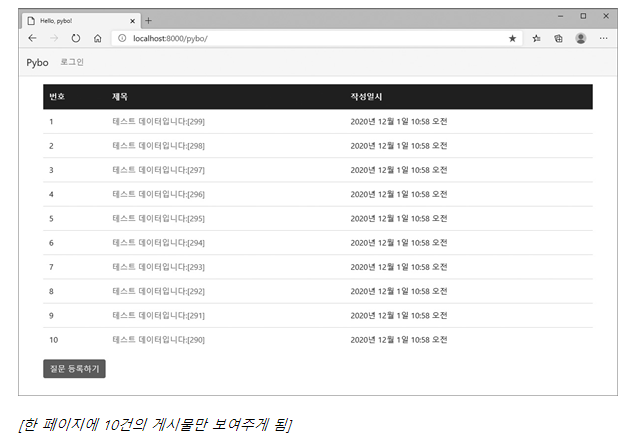 Hello, pybo!
localhost:8000/pybo/
Pybo 로그인
번호 제목 작성일시
1 테스트 데이터입니다:[299] 2020년 12월 1일 10:58 오전
2 테스트 데이터입니다:[298] 2020년 12월 1일 10:58 오전
3 테스트 데이터입니다:[297] 2020년 12월 1일 10:58 오전
4 테스트 데이터입니다:[296] 2020년 12월 1일 10:58 오전
5 테스트 데이터입니다:[295] 2020년 12월 1일 10:58 오전
6 테스트 데이터입니다:[294] 2020년 12월 1일 10:58 오전
7 테스트 데이터입니다:[293] 2020년 12월 1일 10:58 오전
8 테스트 데이터입니다:[292] 2020년 12월 1일 10:58 오전
9 테스트 데이터입니다:[291] 2020년 12월 1일 10:58 오전
10 테스트 데이터입니다:[290] 2020년 12월 1일 10:58 오전
질문 등록하기
[한 페이지에 10건의 게시물만 보여주게 됨]